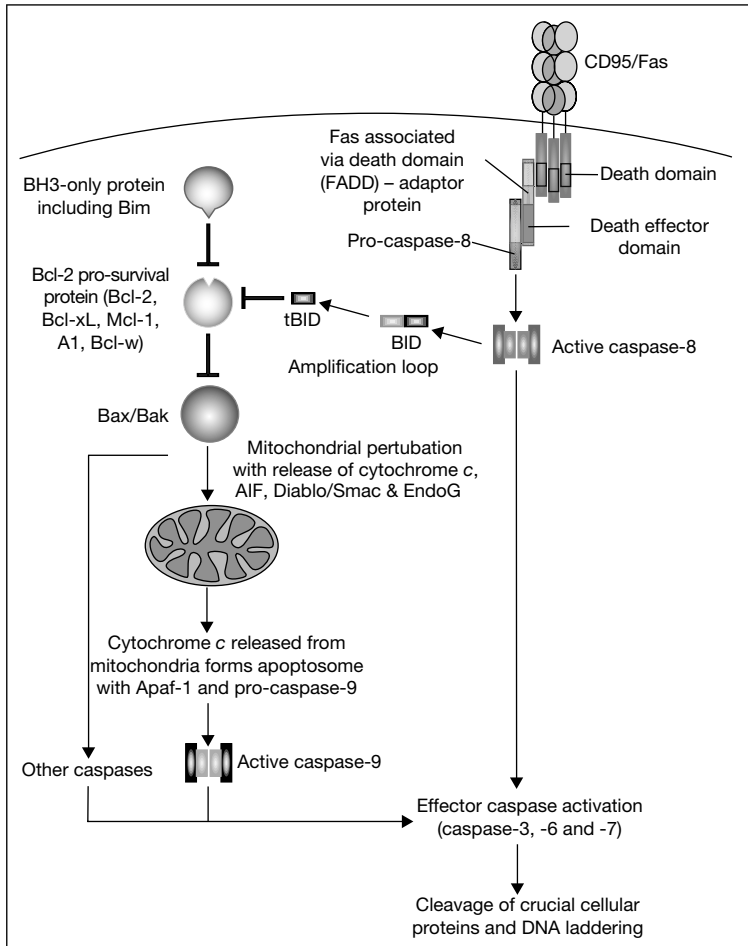 CD95/Fas
Fas associated
via death domain
(FADD) – adaptor
protein
Death domain
Pro-caspase-8
Death effector
domain
BH3-only protein
including Bim
Bcl-2 pro-survival
protein (Bcl-2,
Bcl-xL, Mcl-1,
A1, Bcl-w)
tBID
BID
Active caspase-8
Amplification loop
Bax/Bak
Mitochondrial pertubation
with release of cytochrome c,
AIF, Diablo/Smac & EndoG
Cytochrome c released from
mitochondria forms apoptosome
with Apaf-1 and pro-caspase-9
Other caspases
Active caspase-9
Effector caspase activation
(caspase-3, -6 and -7)
Cleavage of crucial cellular
proteins and DNA laddering